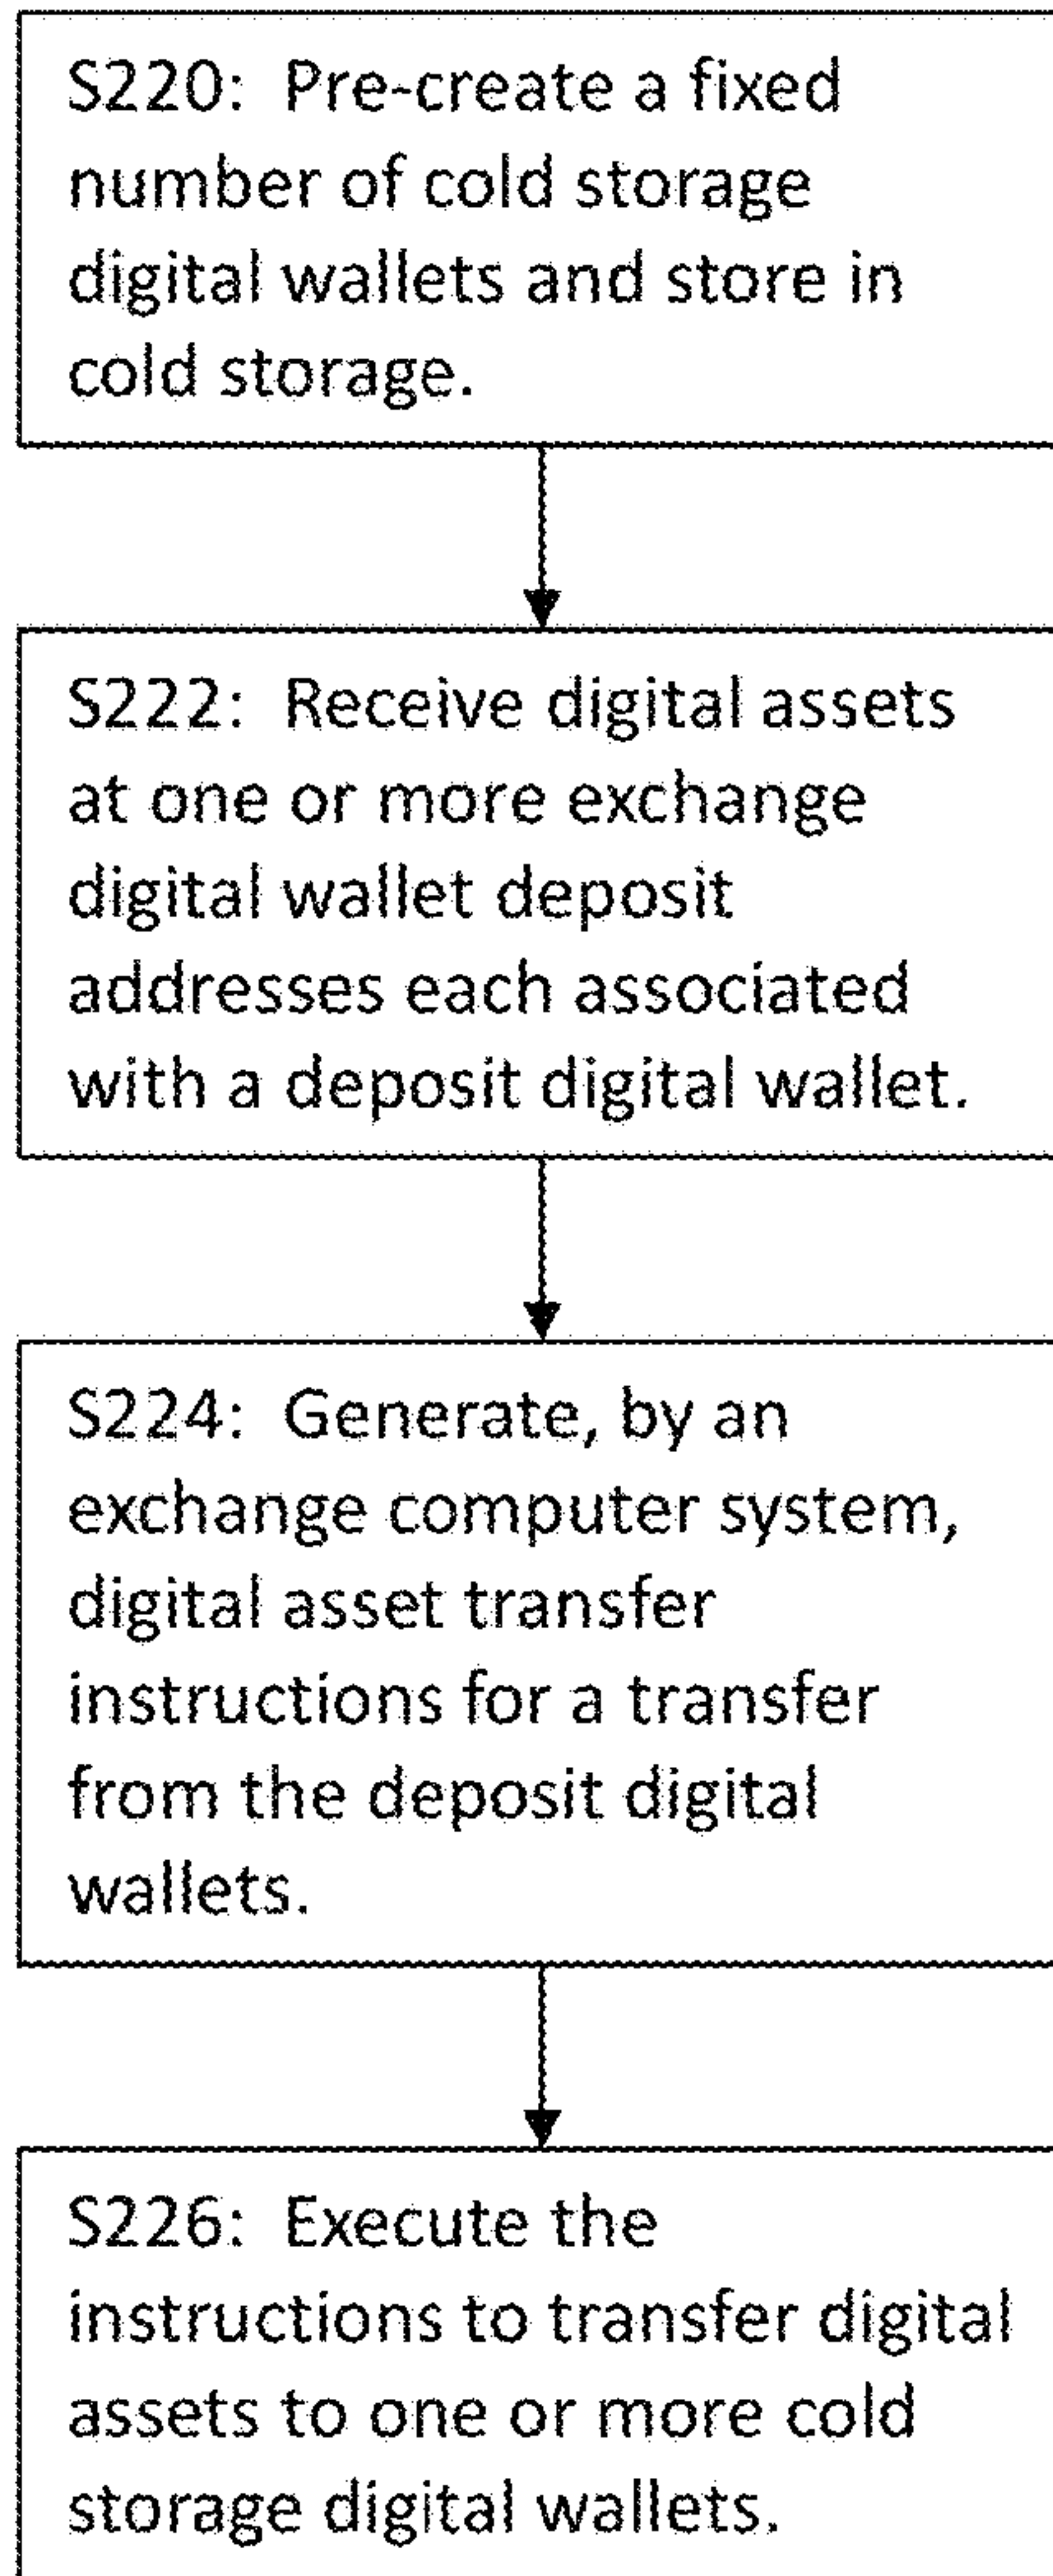 S220: Pre-create a fixed
number of cold storage
digital wallets and store in
cold storage.
S222: Receive digital assets
at one or more exchange
digital wallet deposit
addresses each associated
with a deposit digital wallet.
S224: Generate, by an
exchange computer system,
digital asset transfer
instructions for a transfer
from the deposit digital
wallets.
S226: Execute the
instructions to transfer digital
assets to one or more cold
storage digital wallets.